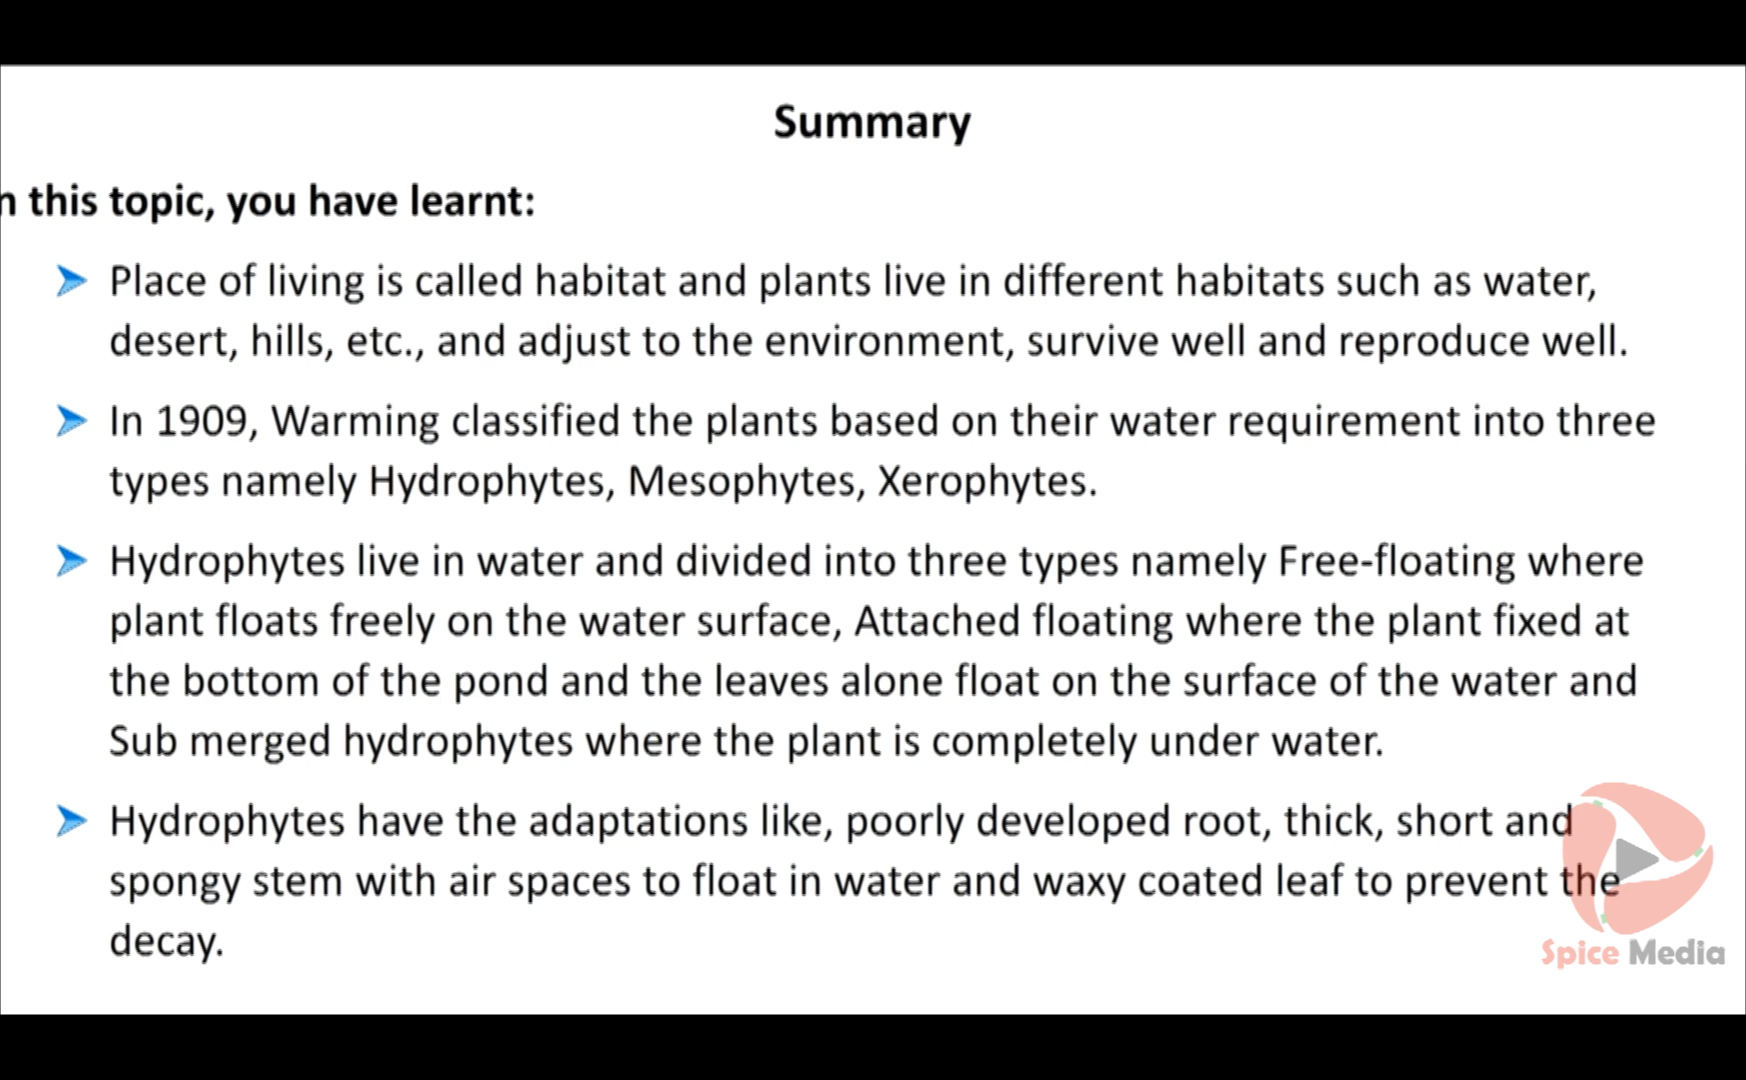 Summary
n this topic, you have learnt:
Place of living is called habitat and plants live in different habitats such as water,
desert, hills, etc., and adjust to the environment, survive well and reproduce well.
In 1909, Warming classified the plants based on their water requirement into three
types namely Hydrophytes, Mesophytes, Xerophytes.
Hydrophytes live in water and divided into three types namely Free-floating where
plant floats freely on the water surface, Attached floating where the plant fixed at
the bottom of the pond and the leaves alone float on the surface of the water and
Sub merged hydrophytes where the plant is completely under water.
Hydrophytes have the adaptations like, poorly developed root, thick, short and
spongy stem with air spaces to float in water and waxy coated leaf to prevent the
decay.
Spice Media